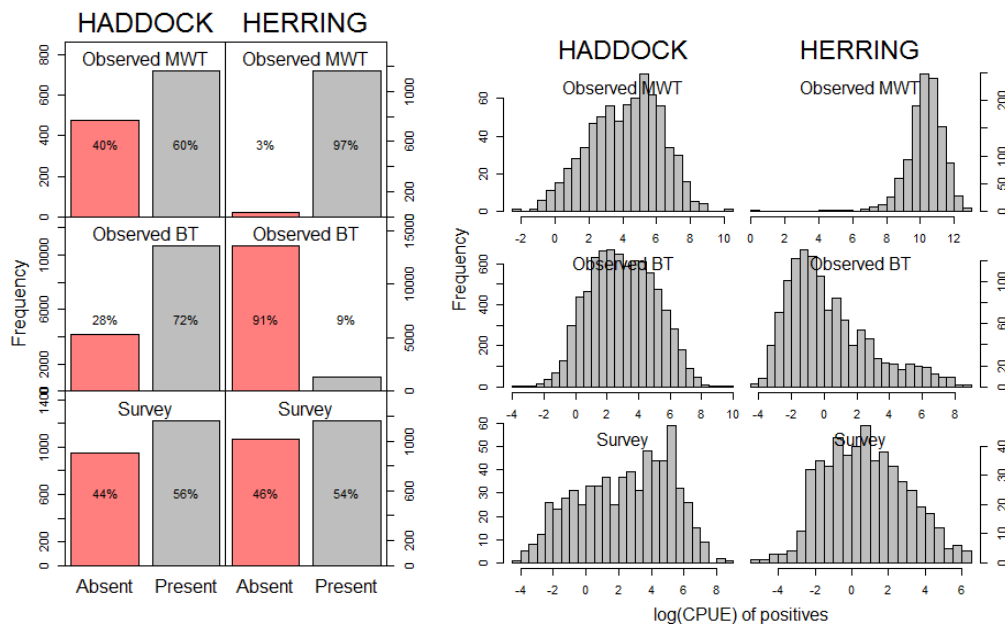 HADDOCK HERRING
Observed MWT Observed MWT
800
600
400
200
0
40% 60% 3% 97%
1000
600
200
0
Observed BT Observed BT
10000
6000
2000
0
28% 72% 91% 9%
15000
10000
5000
0
Survey Survey
1400
1000
600
200
0
44% 56% 46% 54%
1000
600
200
0
Absent Present Absent Present
Frequency
HADDOCK HERRING
Observed MWT Observed MWT
60
40
20
0
-2 0 2 4 6 8 10
0 2 4 6 8 10 12
200
150
100
50
0
Observed BT Observed BT
600
400
200
0
-4 -2 0 2 4 6 8 10
-4 -2 0 2 4 6 8
100
60
20
0
Survey Survey
60
50
40
30
20
10
0
-4 -2 0 2 4 6 8
-4 -2 0 2 4 6
40
30
20
10
0
Frequency
log(CPUE) of positives